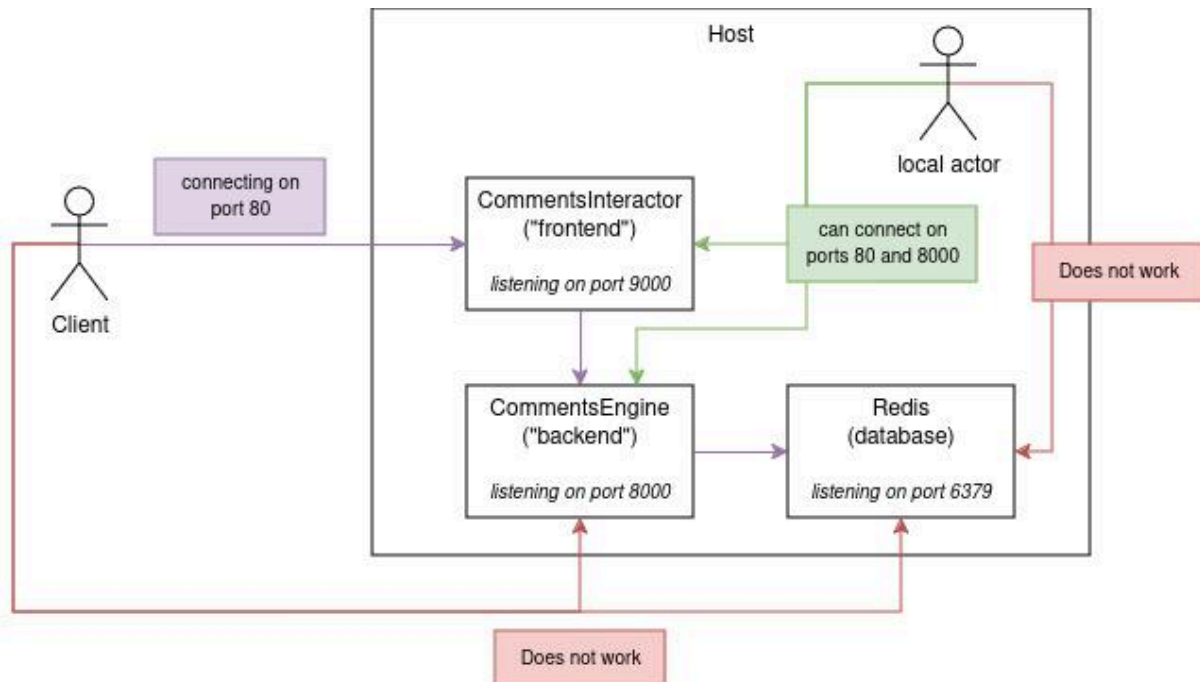 Host
local actor
connecting on
port 80
Client
CommentsInteractor
("frontend")
listening on port 9000
can connect on
ports 80 and 8000
Does not work
CommentsEngine
("backend")
listening on port 8000
Redis
(database)
listening on port 6379
Does not work